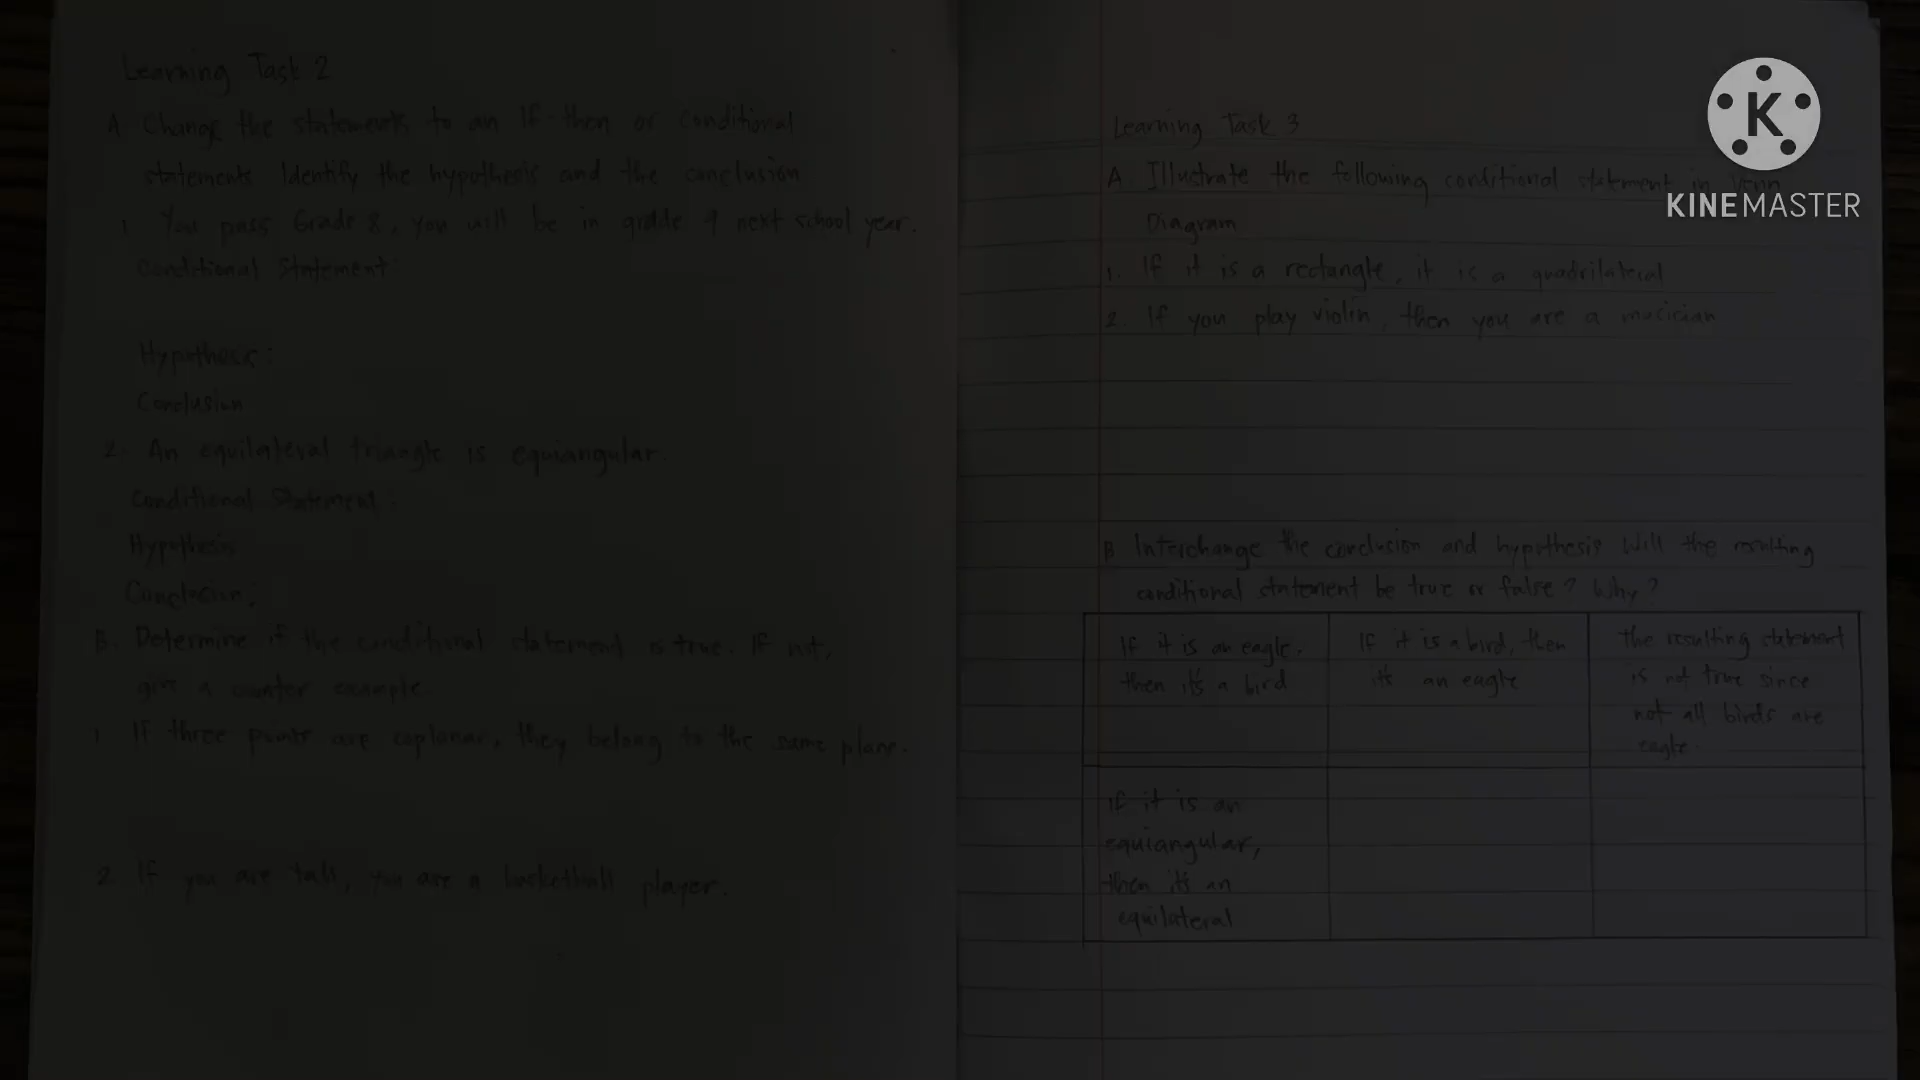 Learning Task 2
A. Change the statements to an If-then or conditional
statements Identify the hypothesis and the conclusion
1. You pass Grade 8, you will be in grade 9 next school year.
Conditional Statement:
Hypothesis:
Conclusion
2. An equilateral triangle is equiangular.
Conditional Statement:
Hypothesis
Conclusion:
B. Determine if the conditional statement is true. If not,
give a counter example.
1. If three points are coplanar, they belong to the same plane.
2. If you are tall, you are a basketball player.
Learning Task 3
A. Illustrate the following conditional statement in Venn
Diagram
1. If it is a rectangle, it is a quadrilateral
2. If you play violin, then you are a musician
B Interchange the conclusion and hypothesis Will the resulting
conditional statement be true or false? Why?
If it is an eagle,
then it's a bird
If it is a bird, then
it's an eagle
The resulting statement
is not true since
not all birds are
eagle.
If it is an
equiangular,
then it's an
equilateral
K
KINEMASTER